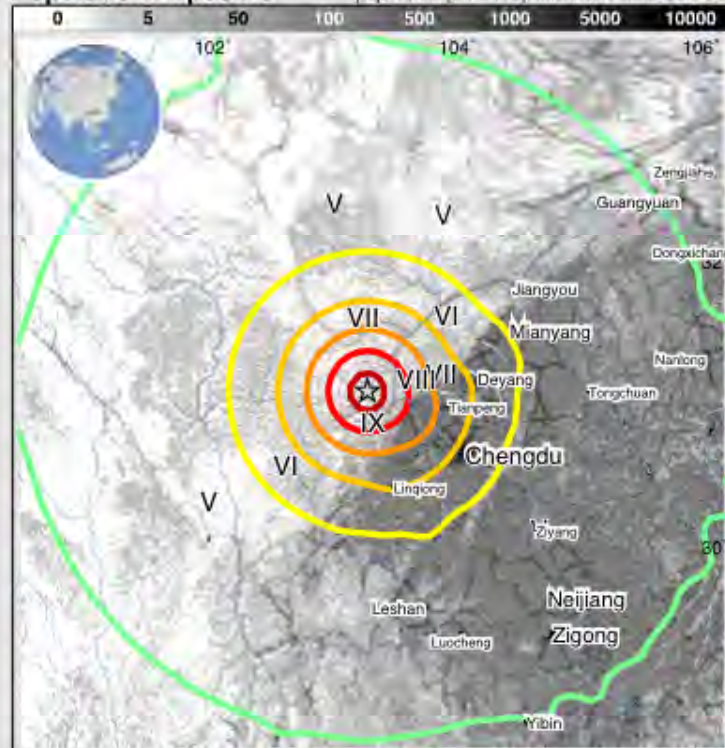 0 5 50 100 500 1000 5000 10000
102° 104° 106°
Zengjiaba
Guangyuan
V V
Dongxichang
32°
Jiangyou
VII VI
Mianyang
Nanlong
VIII VII Deyang
Tongchuan
Tianpeng
IX
Chengdu
VI
Linqiong
V
Ziyang
30°
Neijiang
Leshan
Zigong
Luocheng
Yibin